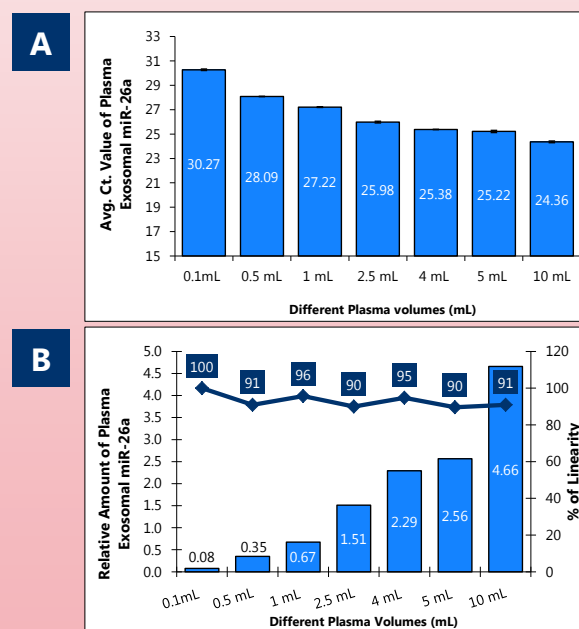 A
Avg. Ct. Value of Plasma
Exosomal miR-26a
33
31
29
27
25
23
21
19
17
15
30.27
28.09
27.22
25.98
25.38
25.22
24.36
0.1mL
0.5 mL
1 mL
2.5 mL
4 mL
5 mL
10 mL
Different Plasma volumes (mL)
B
Relative Amount of Plasma
Exosomal miR-26a
5.0
4.5
4.0
3.5
3.0
2.5
2.0
1.5
1.0
0.5
0.0
100
91
96
90
95
90
91
0.08
0.35
0.67
1.51
2.29
2.56
4.66
120
100
80
60
40
20
0
% of Linearity
0.1mL
0.5 mL
1 mL
2.5 mL
4 mL
5 mL
10 mL
Different Plasma Volumes (mL)